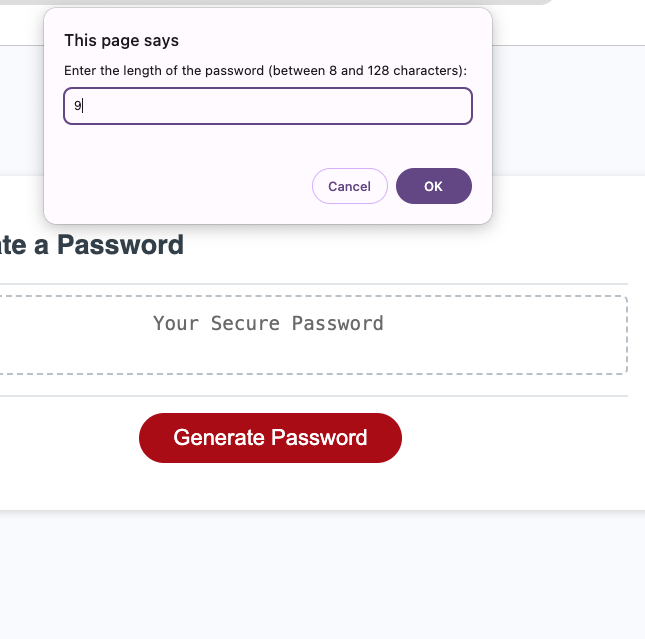 This page says
Enter the length of the password (between 8 and 128 characters):
9
Cancel
OK
te a Password
Your Secure Password
Generate Password